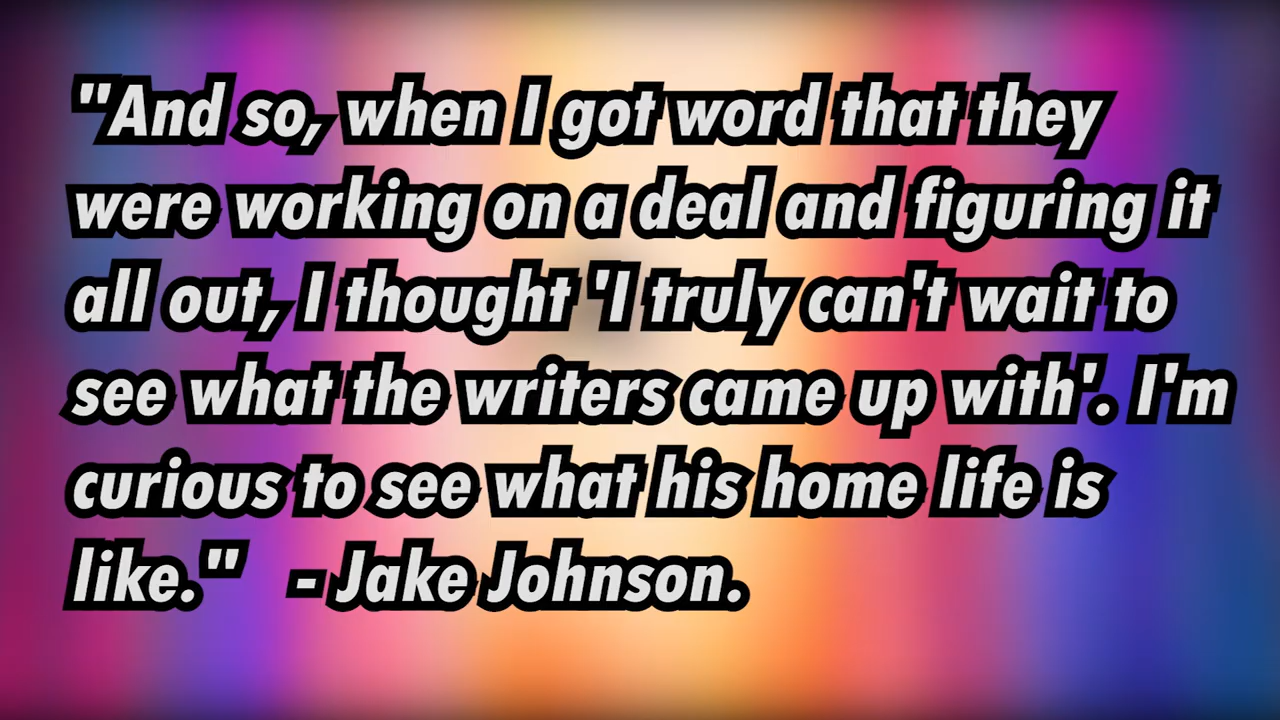 "And so, when I got word that they
were working on a deal and figuring it
all out, I thought 'I truly can't wait to
see what the writers came up with'. I'm
curious to see what his home life is
like."   - Jake Johnson.